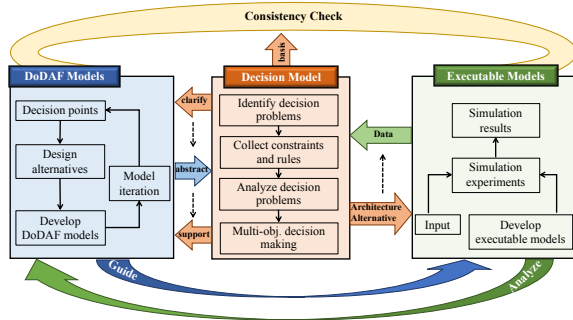 Consistency Check
basis
DoDAF Models
Decision Model
Executable Models
Decision points
Design
alternatives
Model
iteration
Develop
DoDAF models
clarify
abstract
support
Identify decision
problems
Collect constraints
and rules
Analyze decision
problems
Multi-obj. decision
making
Data
Architecture
Alternative
Simulation
results
Simulation
experiments
Input
Develop
executable models
Guide
Analyze